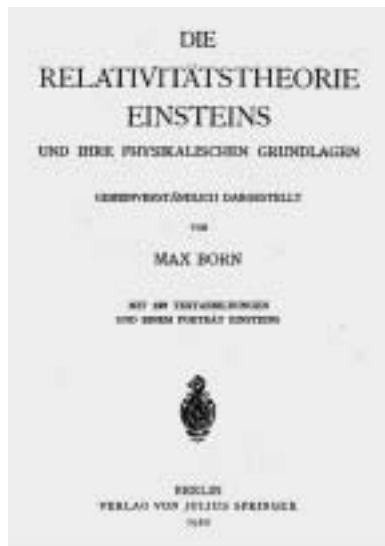 DIE
RELATIVITÄTSTHEORIE
EINSTEINS
UND IHRE PHYSIKALISCHEN GRUNDLAGEN
GEMEINVERSTÄNDLICH DARGESTELLT
VON
MAX BORN
MIT TEXTABBILDUNGEN
UND EINEM PORTRÄT EINSTEINS
BERLIN
VERLAG VON JULIUS SPRINGER
1920